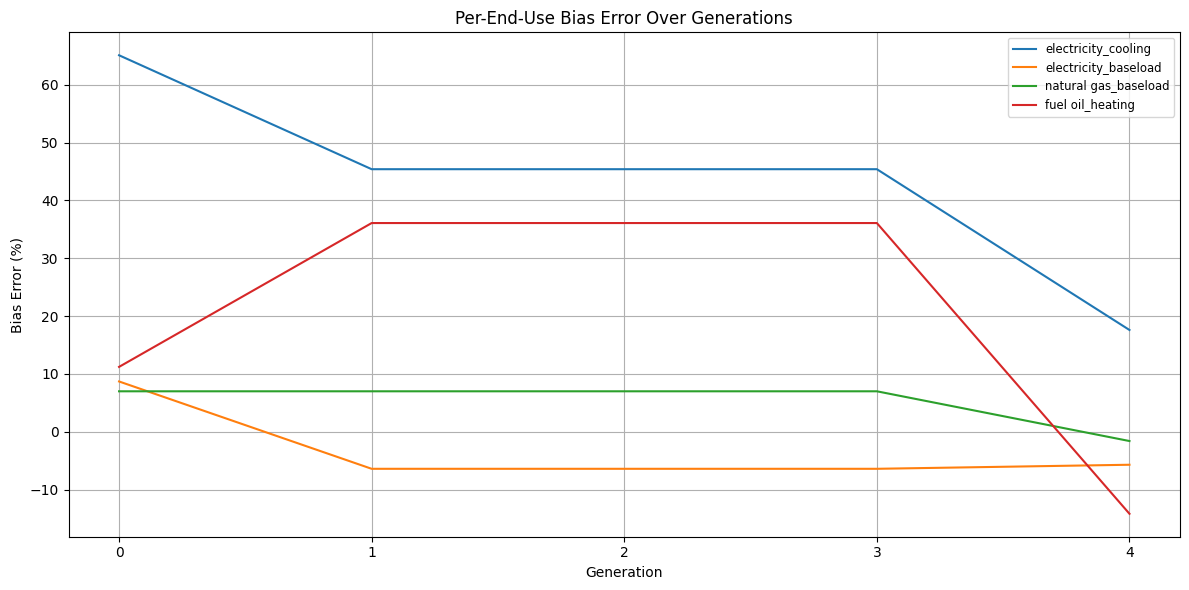 Per-End-Use Bias Error Over Generations
electricity_cooling
electricity_baseload
natural gas_baseload
fuel oil_heating
Bias Error (%)
60
50
40
30
20
10
0
−10
0 1 2 3 4
Generation